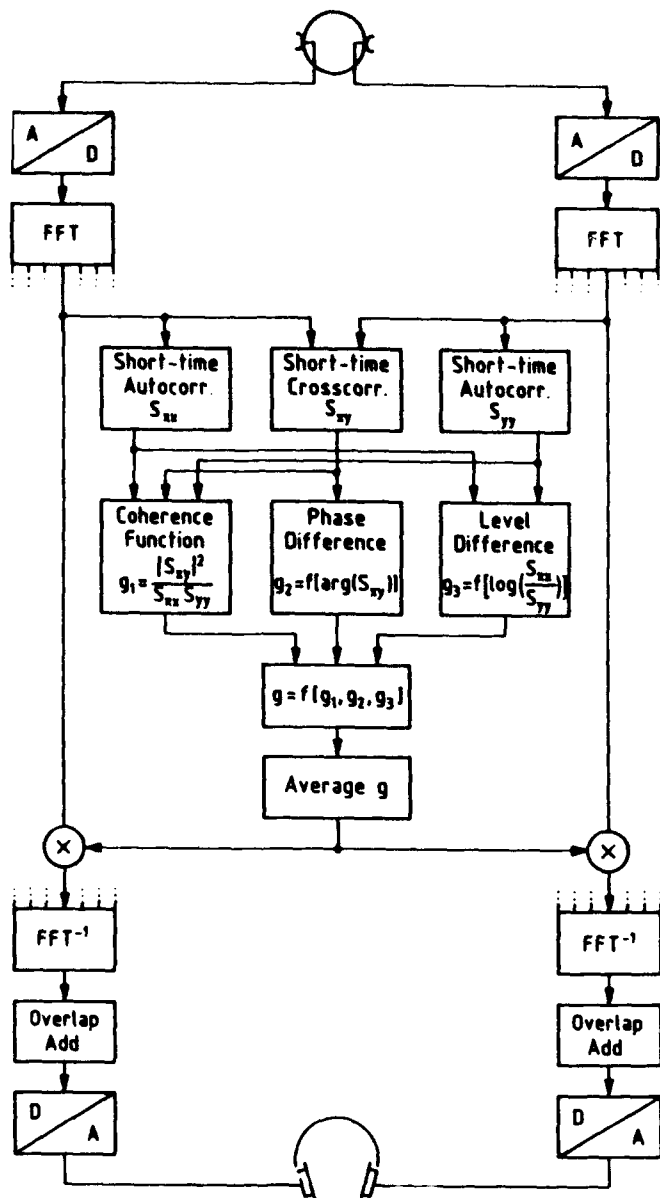 A
D
A
D
FFT
FFT
Short-time
Autocorr.
Sxx
Short-time
Crosscorr.
Sxy
Short-time
Autocorr.
Syy
Coherence
Function
g₁ = |Sxy|² / Sxx Syy
Phase
Difference
g₂=f[arg(Sxy)]
Level
Difference
g₃=f[log(Sxx/Syy)]
g=f[g₁,g₂,g₃]
Average g
×
×
FFT⁻¹
FFT⁻¹
Overlap
Add
Overlap
Add
D
A
D
A